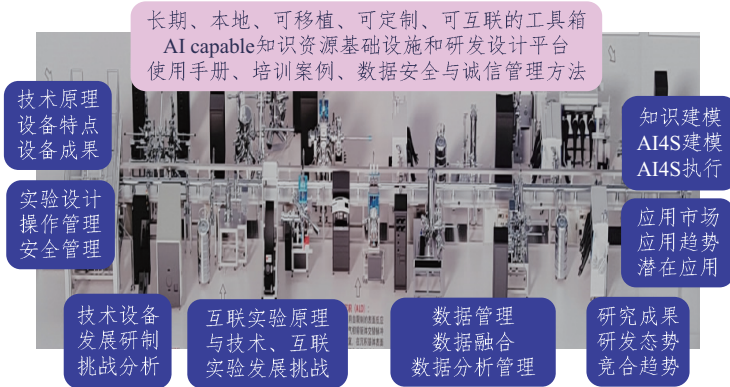 长期、本地、可移植、可定制、可互联的工具箱
AI capable知识资源基础设施和研发设计平台
使用手册、培训案例、数据安全与诚信管理方法
技术原理
设备特点
设备成果
知识建模
AI4S建模
AI4S执行
实验设计
操作管理
安全管理
应用市场
应用趋势
潜在应用
技术设备
发展研制
挑战分析
互联实验原理
与技术、互联
实验发展挑战
数据管理
数据融合
数据分析管理
研究成果
研发态势
竞合趋势